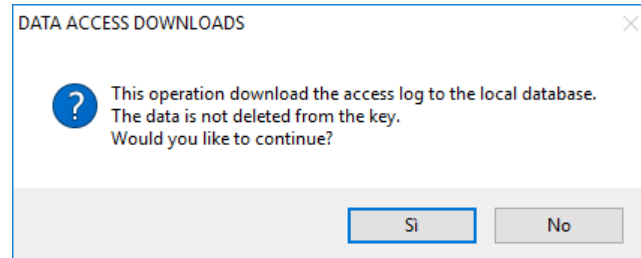 DATA ACCESS DOWNLOADS
This operation download the access log to the local database.
The data is not deleted from the key.
Would you like to continue?
Sì
No